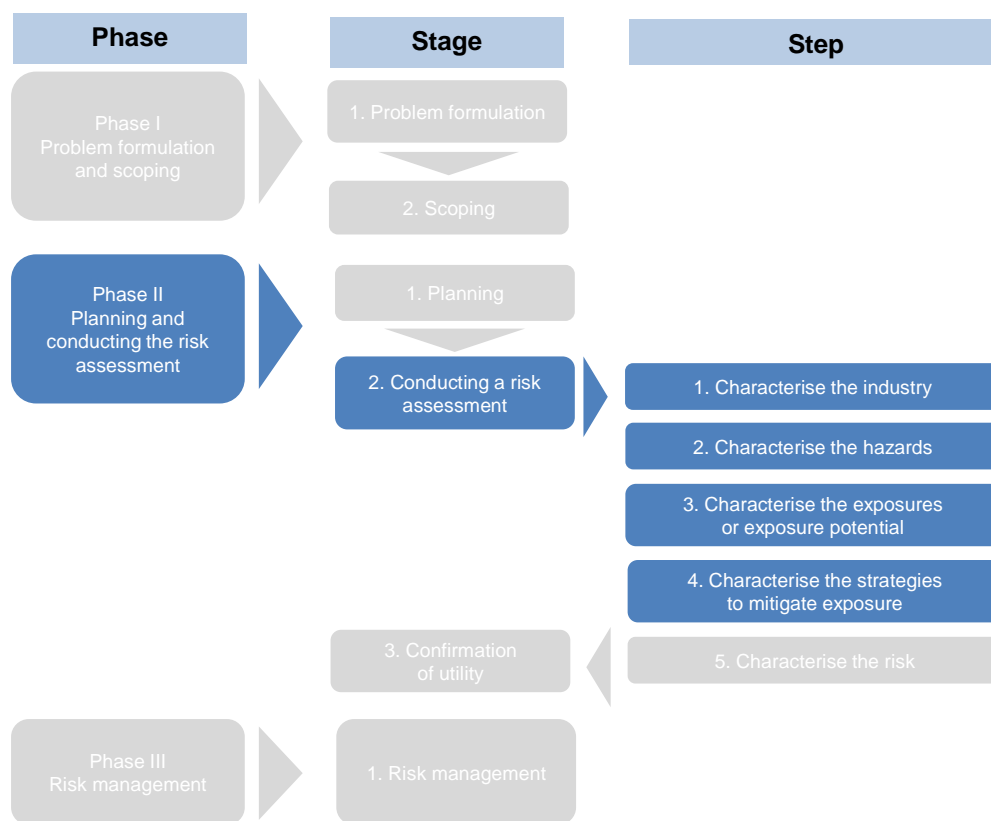 Phase
Stage
Step
Phase I
Problem formulation
and scoping
1. Problem formulation
2. Scoping
Phase II
Planning and
conducting the risk
assessment
1. Planning
2. Conducting a risk
assessment
1. Characterise the industry
2. Characterise the hazards
3. Characterise the exposures
or exposure potential
4. Characterise the strategies
to mitigate exposure
3. Confirmation
of utility
5. Characterise the risk
Phase III
Risk management
1. Risk management